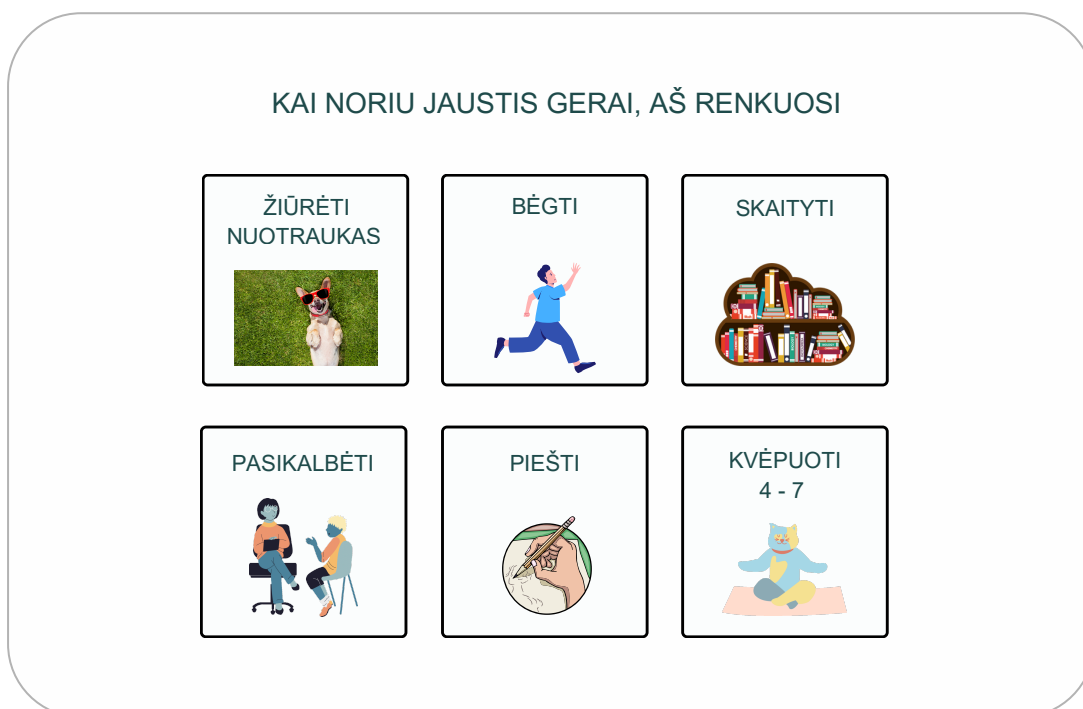 KAI NORIU JAUSTIS GERAI, AŠ RENKUOSI
ŽIŪRĖTI
NUOTRAUKAS
BĖGTI
SKAITYTI
PASIKALBĖTI
PIEŠTI
KVĖPUOTI
4 - 7